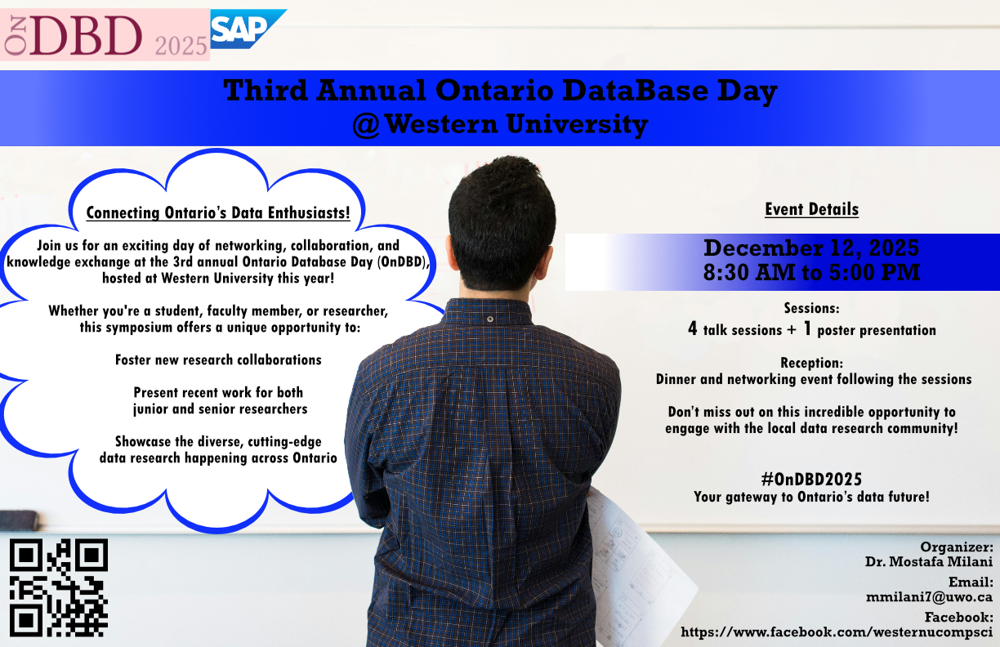 ON DBD 2025
SAP
Third Annual Ontario DataBase Day
@ Western University
Connecting Ontario's Data Enthusiasts!
Join us for an exciting day of networking, collaboration, and
knowledge exchange at the 3rd annual Ontario Database Day (OnDBD),
hosted at Western University this year!
Whether you're a student, faculty member, or researcher,
this symposium offers a unique opportunity to:
Foster new research collaborations
Present recent work for both
junior and senior researchers
Showcase the diverse, cutting-edge
data research happening across Ontario
Event Details
December 12, 2025
8:30 AM to 5:00 PM
Sessions:
4 talk sessions + 1 poster presentation
Reception:
Dinner and networking event following the sessions
Don't miss out on this incredible opportunity to
engage with the local data research community!
#OnDBD2025
Your gateway to Ontario's data future!
Organizer:
Dr. Mostafa Milani
Email:
mmilani7@uwo.ca
Facebook:
https://www.facebook.com/westernucompsci